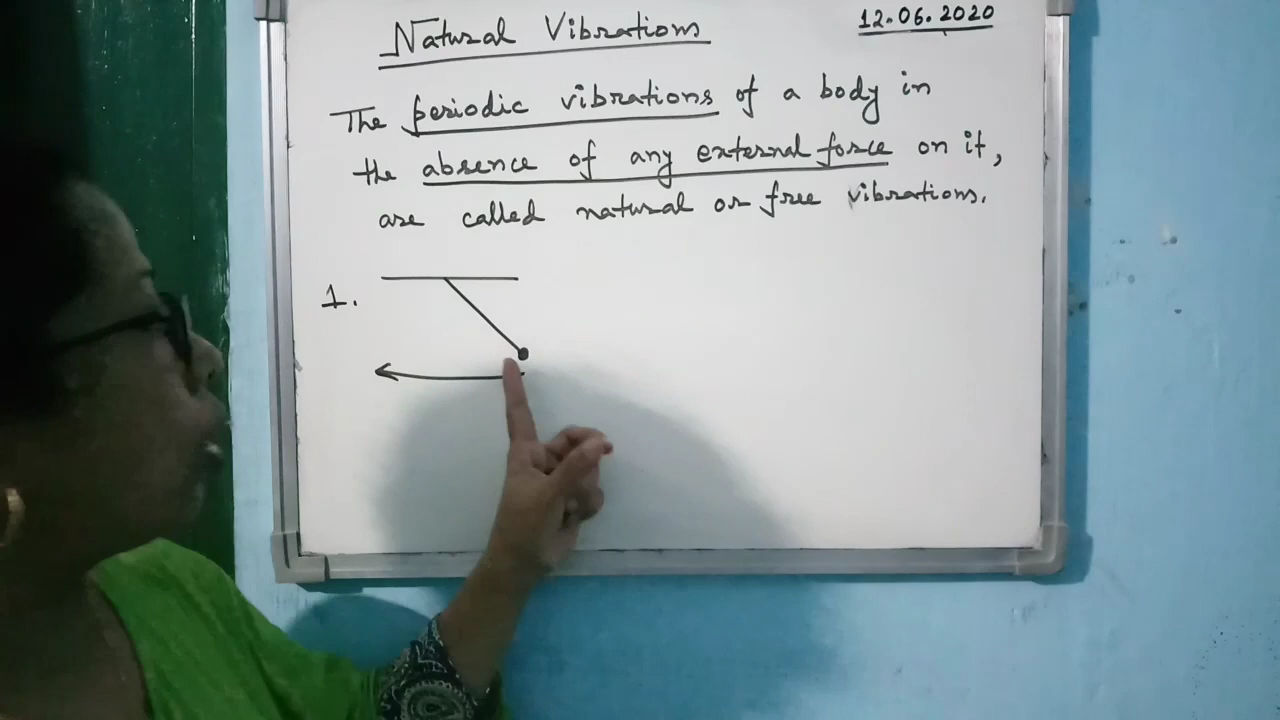 Natural Vibrations
12.06.2020
The periodic vibrations of a body in
the absence of any external force on it,
are called natural or free vibrations.
1.